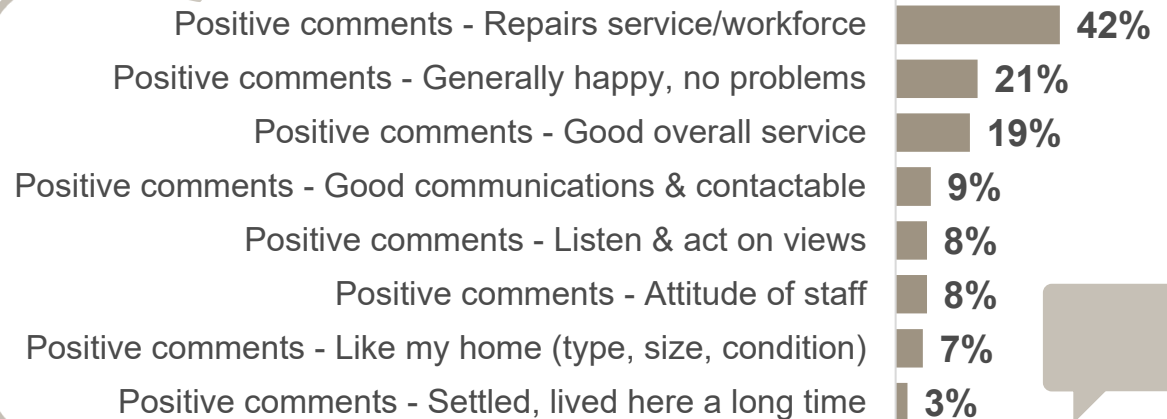 Positive comments - Repairs service/workforce 42%
Positive comments - Generally happy, no problems 21%
Positive comments - Good overall service 19%
Positive comments - Good communications & contactable 9%
Positive comments - Listen & act on views 8%
Positive comments - Attitude of staff 8%
Positive comments - Like my home (type, size, condition) 7%
Positive comments - Settled, lived here a long time 3%